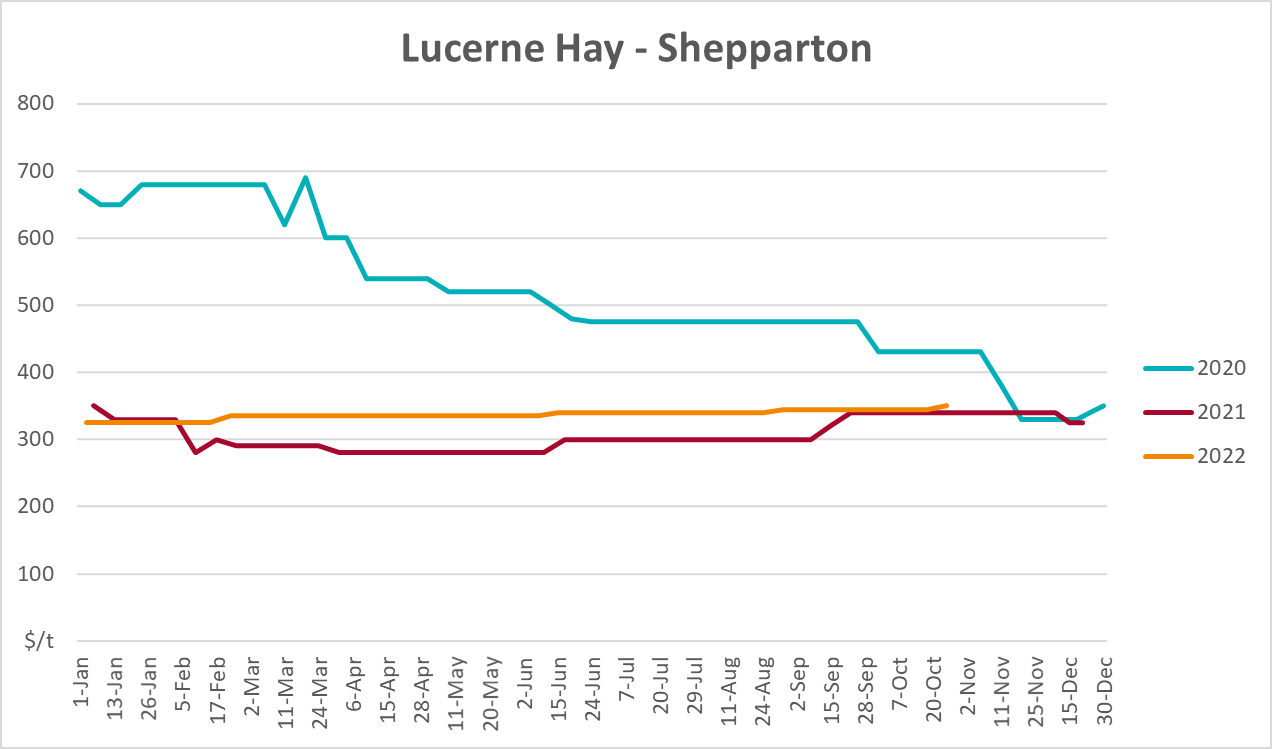 Lucerne Hay - Shepparton
800
700
600
500
400
300
200
100
$/t
1-Jan
13-Jan
26-Jan
5-Feb
17-Feb
2-Mar
11-Mar
24-Mar
6-Apr
15-Apr
28-Apr
11-May
20-May
2-Jun
15-Jun
24-Jun
7-Jul
20-Jul
29-Jul
11-Aug
24-Aug
2-Sep
15-Sep
28-Sep
7-Oct
20-Oct
2-Nov
11-Nov
25-Nov
15-Dec
30-Dec
2020
2021
2022